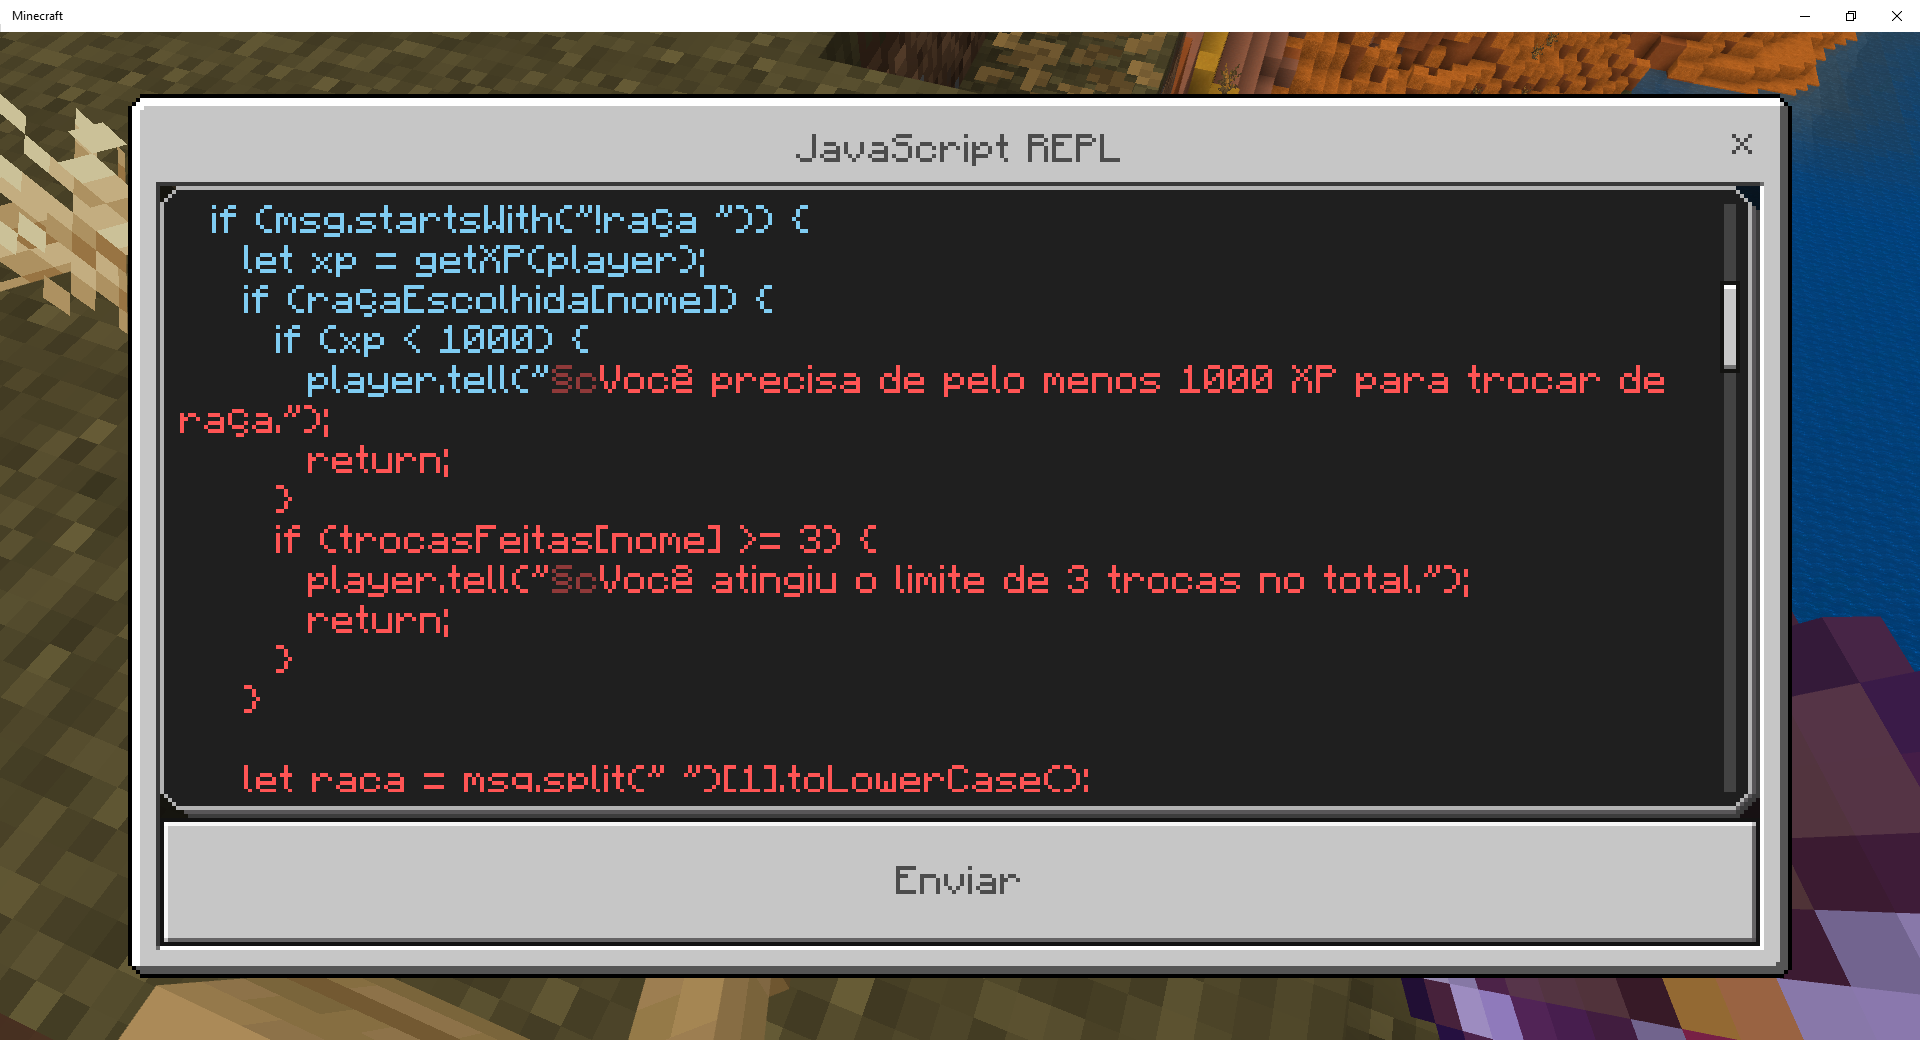 Minecraft
JavaScript REPL
if (msg.startsWith("!raça ")) {
let xp = getXP(player);
if (raçaEscolhida[nome]) {
if (xp < 1000) {
player.tell("§cVocê precisa de pelo menos 1000 XP para trocar de
raça.");
return;
}
if (trocasFeitas[nome] >= 3) {
player.tell("§cVocê atingiu o limite de 3 trocas no total.");
return;
}
}
let raca = msg.split(" ")[1].toLowerCase();
Enviar